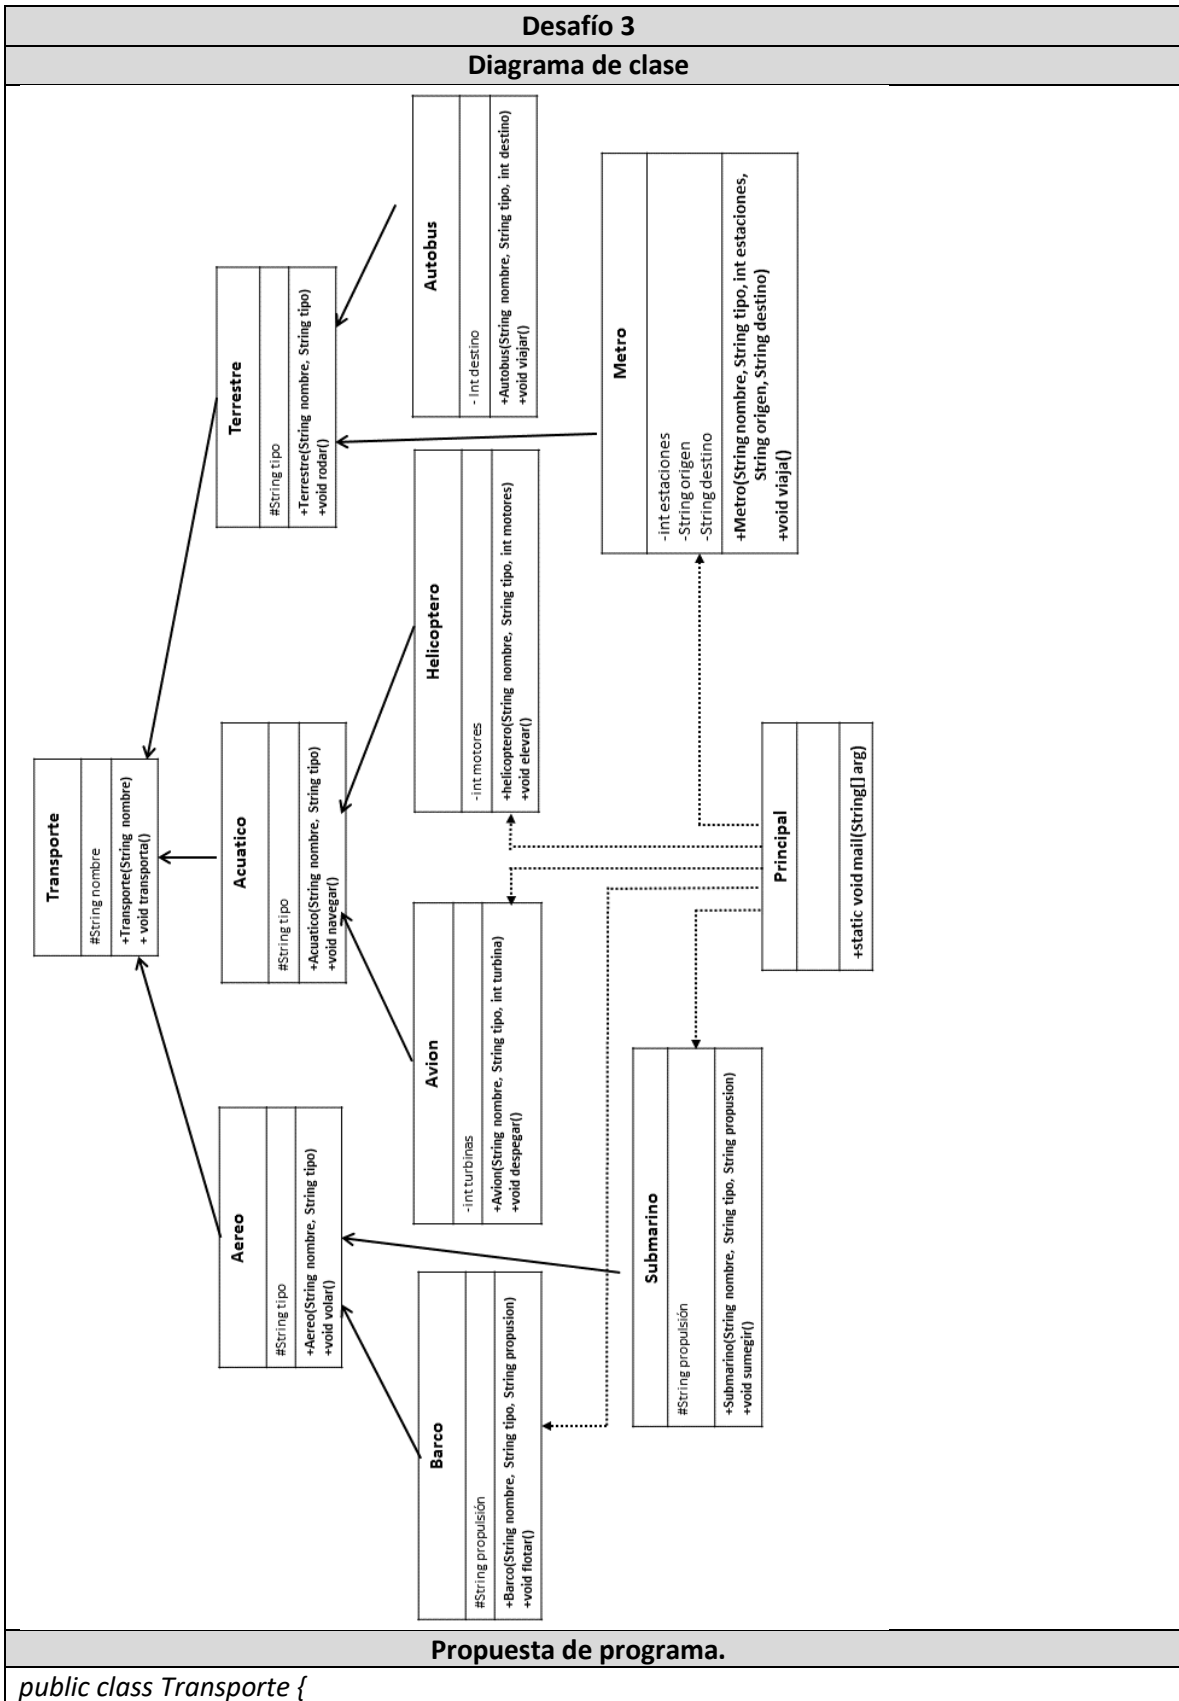 Desafío 3
Diagrama de clase
Transporte
#String nombre
+Transporte(String nombre)
+ void transporta()
Aereo
#String tipo
+Aereo(String nombre, String tipo)
+void volar()
Acuatico
#String tipo
+Acuatico(String nombre, String tipo)
+void navegar()
Terrestre
#String tipo
+Terrestre(String nombre, String tipo)
+void rodar()
Barco
#String propulsión
+Barco(String nombre, String tipo, String propusion)
+void flotar()
Avion
-int turbinas
+Avion(String nombre, String tipo, int turbina)
+void despegar()
Helicoptero
-int motores
+helicoptero(String nombre, String tipo, int motores)
+void elevar()
Autobus
- Int destino
+Autobus(String nombre, String tipo, int destino)
+void viajar()
Submarino
#String propulsión
+Submarino(String nombre, String tipo, String propusion)
+void sumegir()
Metro
-int estaciones
-String origen
-String destino
+Metro(String nombre, String tipo, int estaciones,
String origen, String destino)
+void viaja()
Principal
+static void mail(String[] arg)
Propuesta de programa.
public class Transporte {